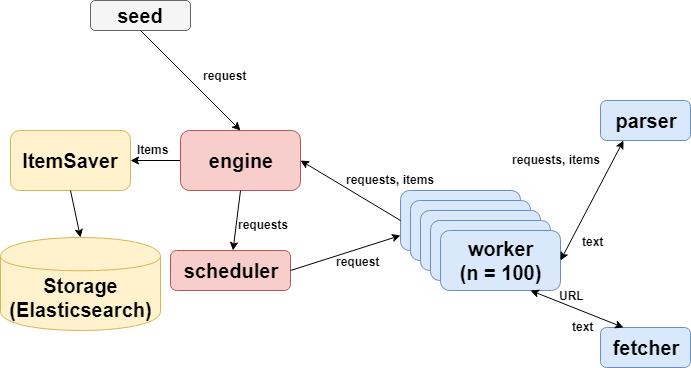 seed
request
ItemSaver
Items
engine
requests
scheduler
request
requests, items
worker
(n = 100)
parser
requests, items
text
URL
text
fetcher
Storage
(Elasticsearch)